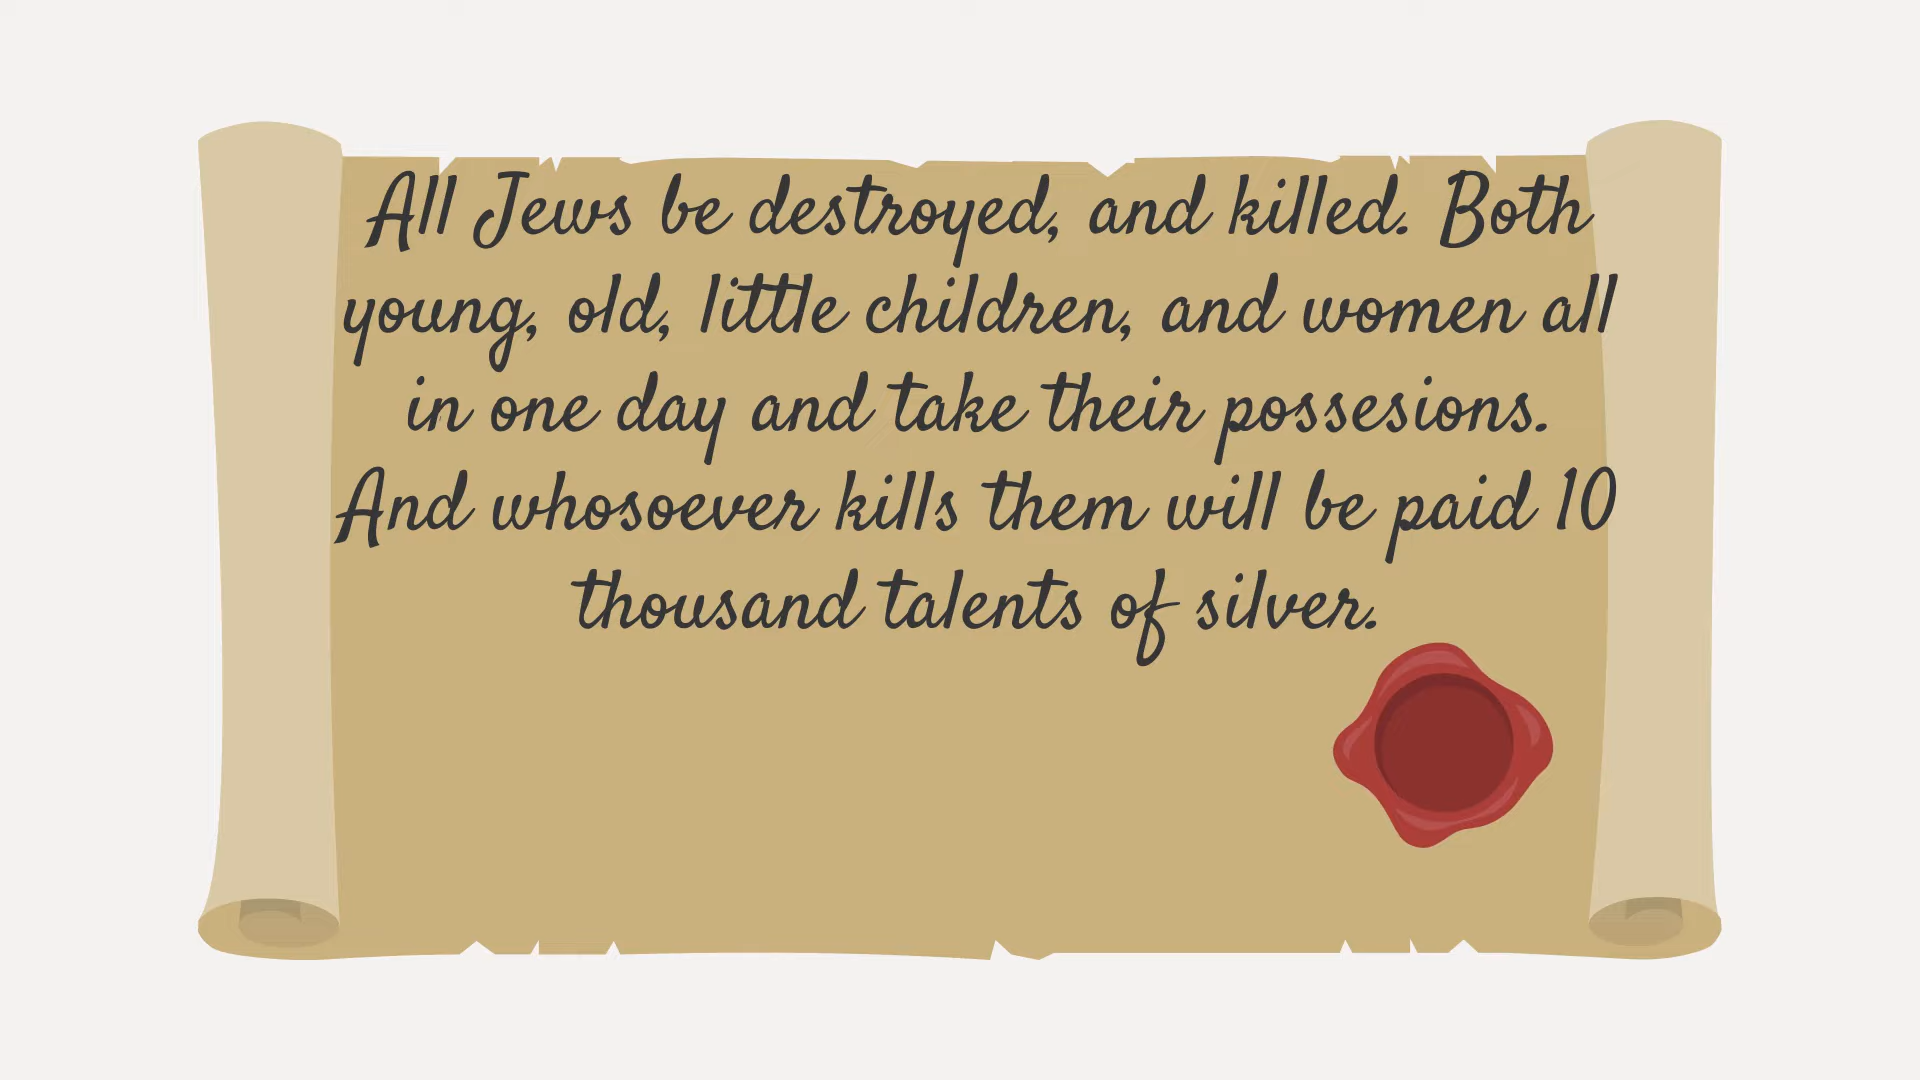 All Jews be destroyed, and killed. Both
young, old, little children, and women all
in one day and take their possesions.
And whosoever kills them will be paid 10
thousand talents of silver.